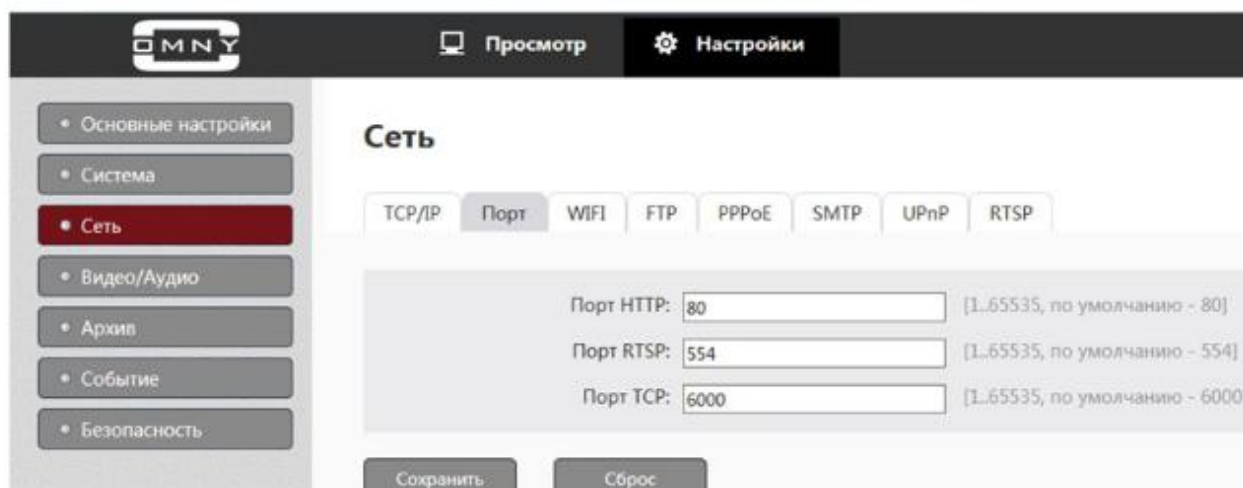 OMNY
Просмотр
Настройки
Основные настройки
Система
Сеть
Видео/Аудио
Архив
Событие
Безопасность
Сеть
TCP/IP Порт WIFI FTP PPPoE SMTP UPnP RTSP
Порт HTTP: 80 [1..65535, по умолчанию - 80]
Порт RTSP: 554 [1..65535, по умолчанию - 554]
Порт TCP: 6000 [1..65535, по умолчанию - 6000
Сохранить Сброс